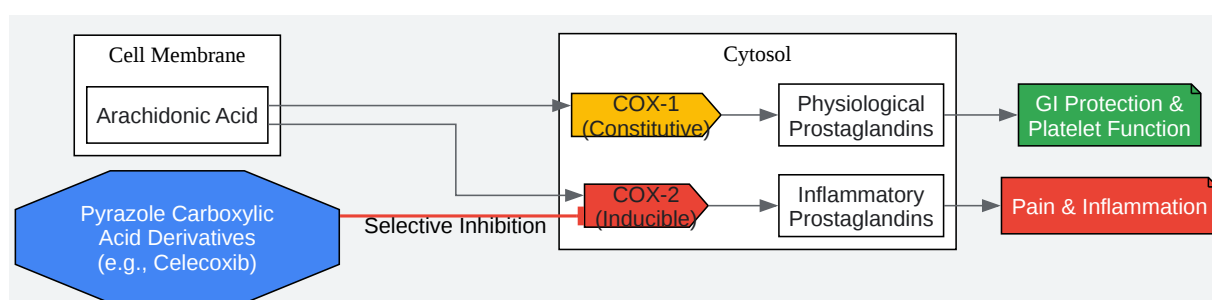 Cell Membrane
Arachidonic Acid
Cytosol
COX-1
(Constitutive)
Physiological
Prostaglandins
GI Protection &
Platelet Function
Pyrazole Carboxylic
Acid Derivatives
(e.g., Celecoxib)
Selective Inhibition
COX-2
(Inducible)
Inflammatory
Prostaglandins
Pain & Inflammation